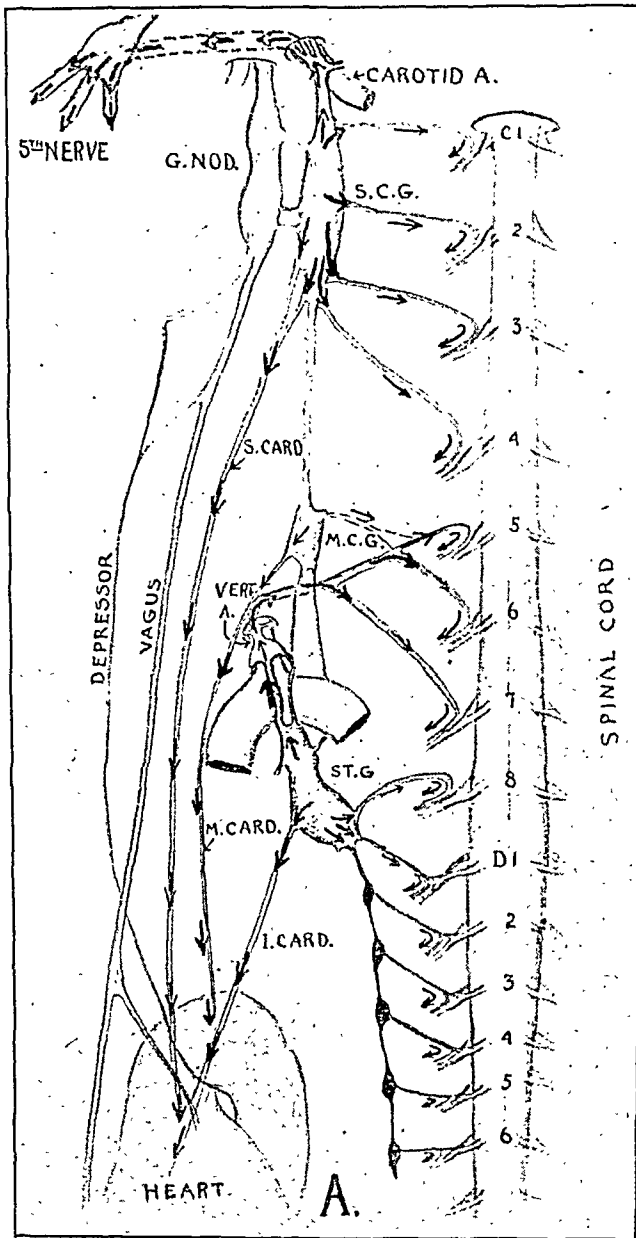 CAROTID A.
5TH NERVE
G.NOD.
S.C.G.
C1
2
3
4
S.CARD
M.C.G.
5
VERT.
A.
6
DEPRESSOR
VAGUS
SPINAL CORD
7
ST.G
8
M.CARD.
D1
I.CARD.
2
3
4
5
6
HEART.
A.